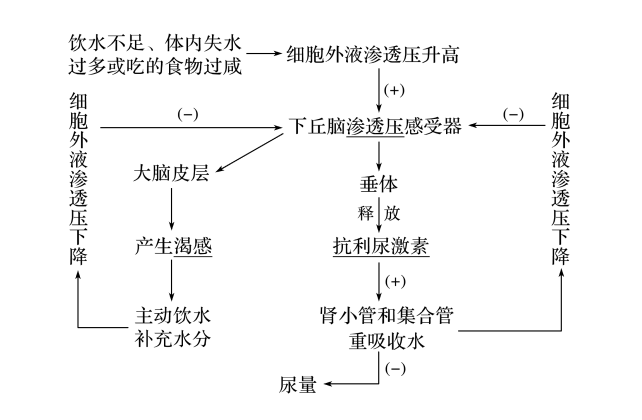 饮水不足、体内失水
过多或吃的食物过咸
细胞外液渗透压升高
(+)
细胞外液渗透压下降
(−)
下丘脑渗透压感受器
(−)
细胞外液渗透压下降
大脑皮层
垂体
释放
产生渴感
抗利尿激素
(+)
主动饮水
补充水分
肾小管和集合管
重吸收水
(−)
尿量